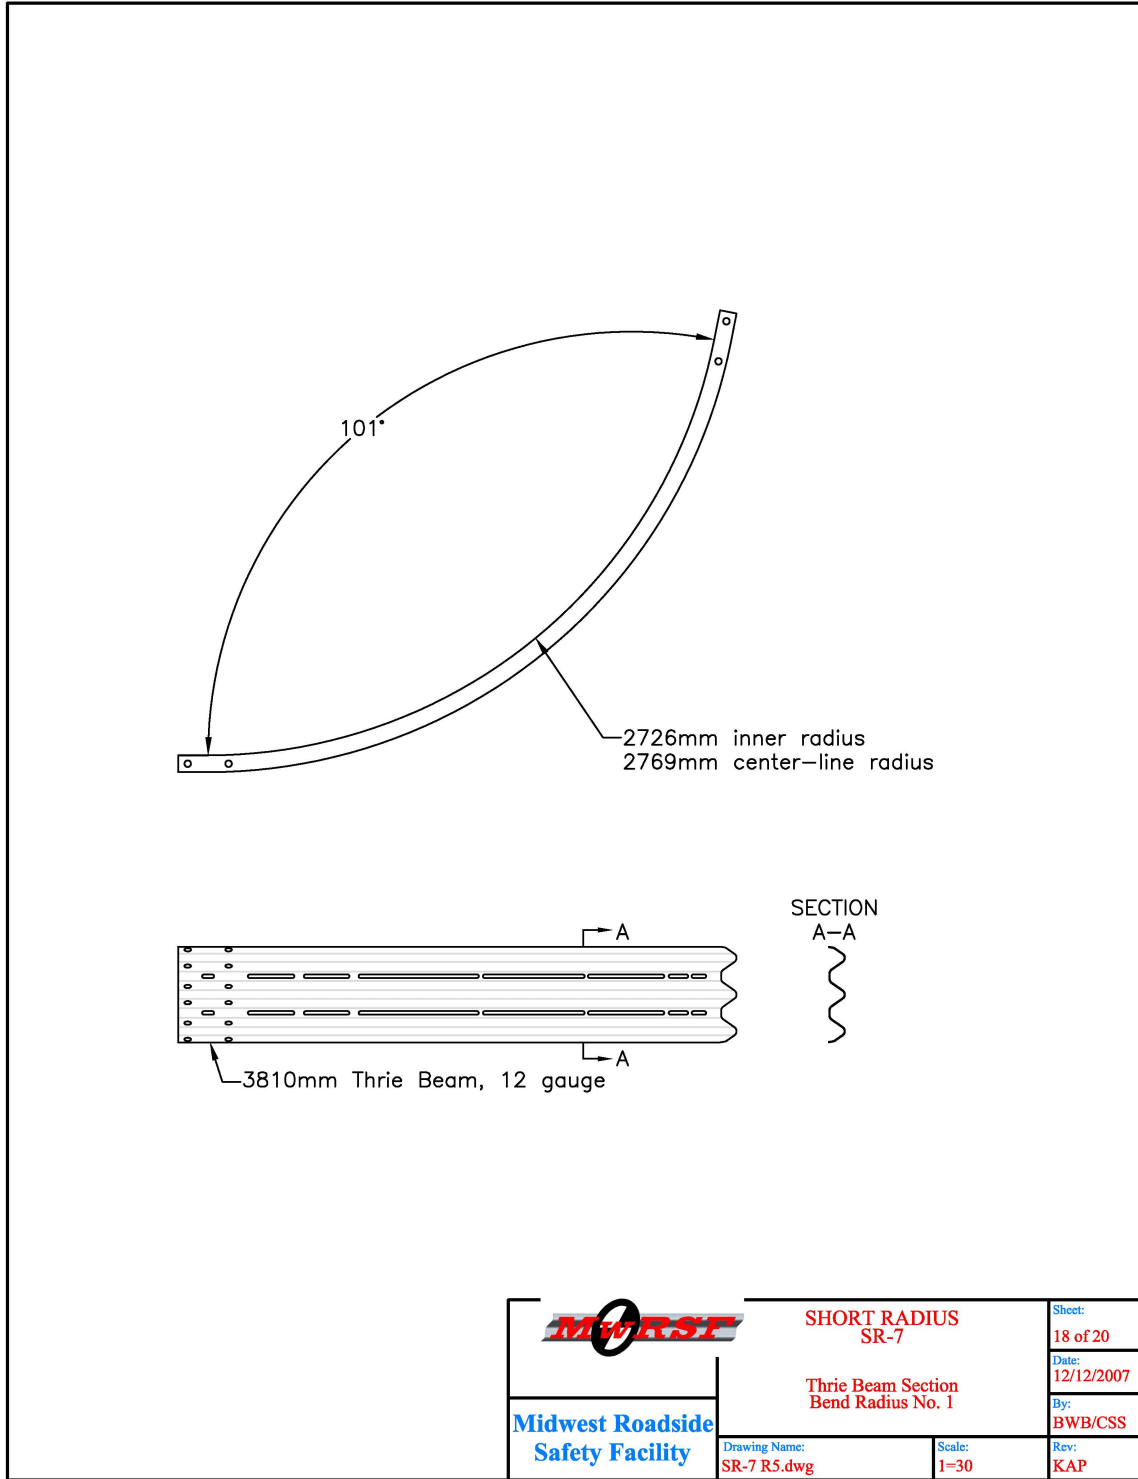 101°
2726mm inner radius
2769mm center-line radius
SECTION
A-A
A
A
3810mm Thrie Beam, 12 gauge
MwRSF
SHORT RADIUS
SR-7
Thrie Beam Section
Bend Radius No. 1
Sheet:
18 of 20
Date:
12/12/2007
By:
BWB/CSS
Midwest Roadside
Safety Facility
Drawing Name:
SR-7 R5.dwg
Scale:
1=30
Rev:
KAP